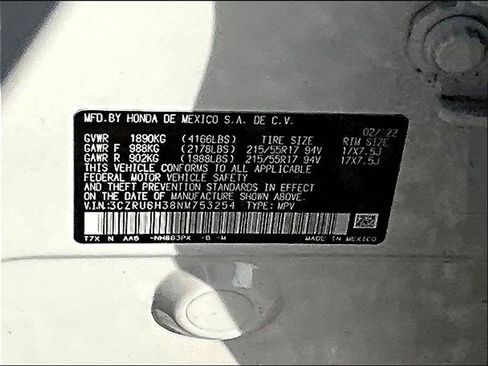 MFD. BY HONDA DE MEXICO S.A. DE C.V.
02/'22
GVWR 1890KG (4166LBS) TIRE SIZE RIM SIZE
GAWR F 988KG (2178LBS) 215/55R17 94V 17X7.5J
GAWR R 902KG (1988LBS) 215/55R17 94V 17X7.5J
THIS VEHICLE CONFORMS TO ALL APPLICABLE
FEDERAL MOTOR VEHICLE SAFETY
AND THEFT PREVENTION STANDARDS IN EFFECT
ON THE DATE OF MANUFACTURE SHOWN ABOVE.
V.I.N.:3CZRU6H38NM753254 TYPE: MPV
T7X N AA6 -NH883PX -B -M MADE IN MEXICO